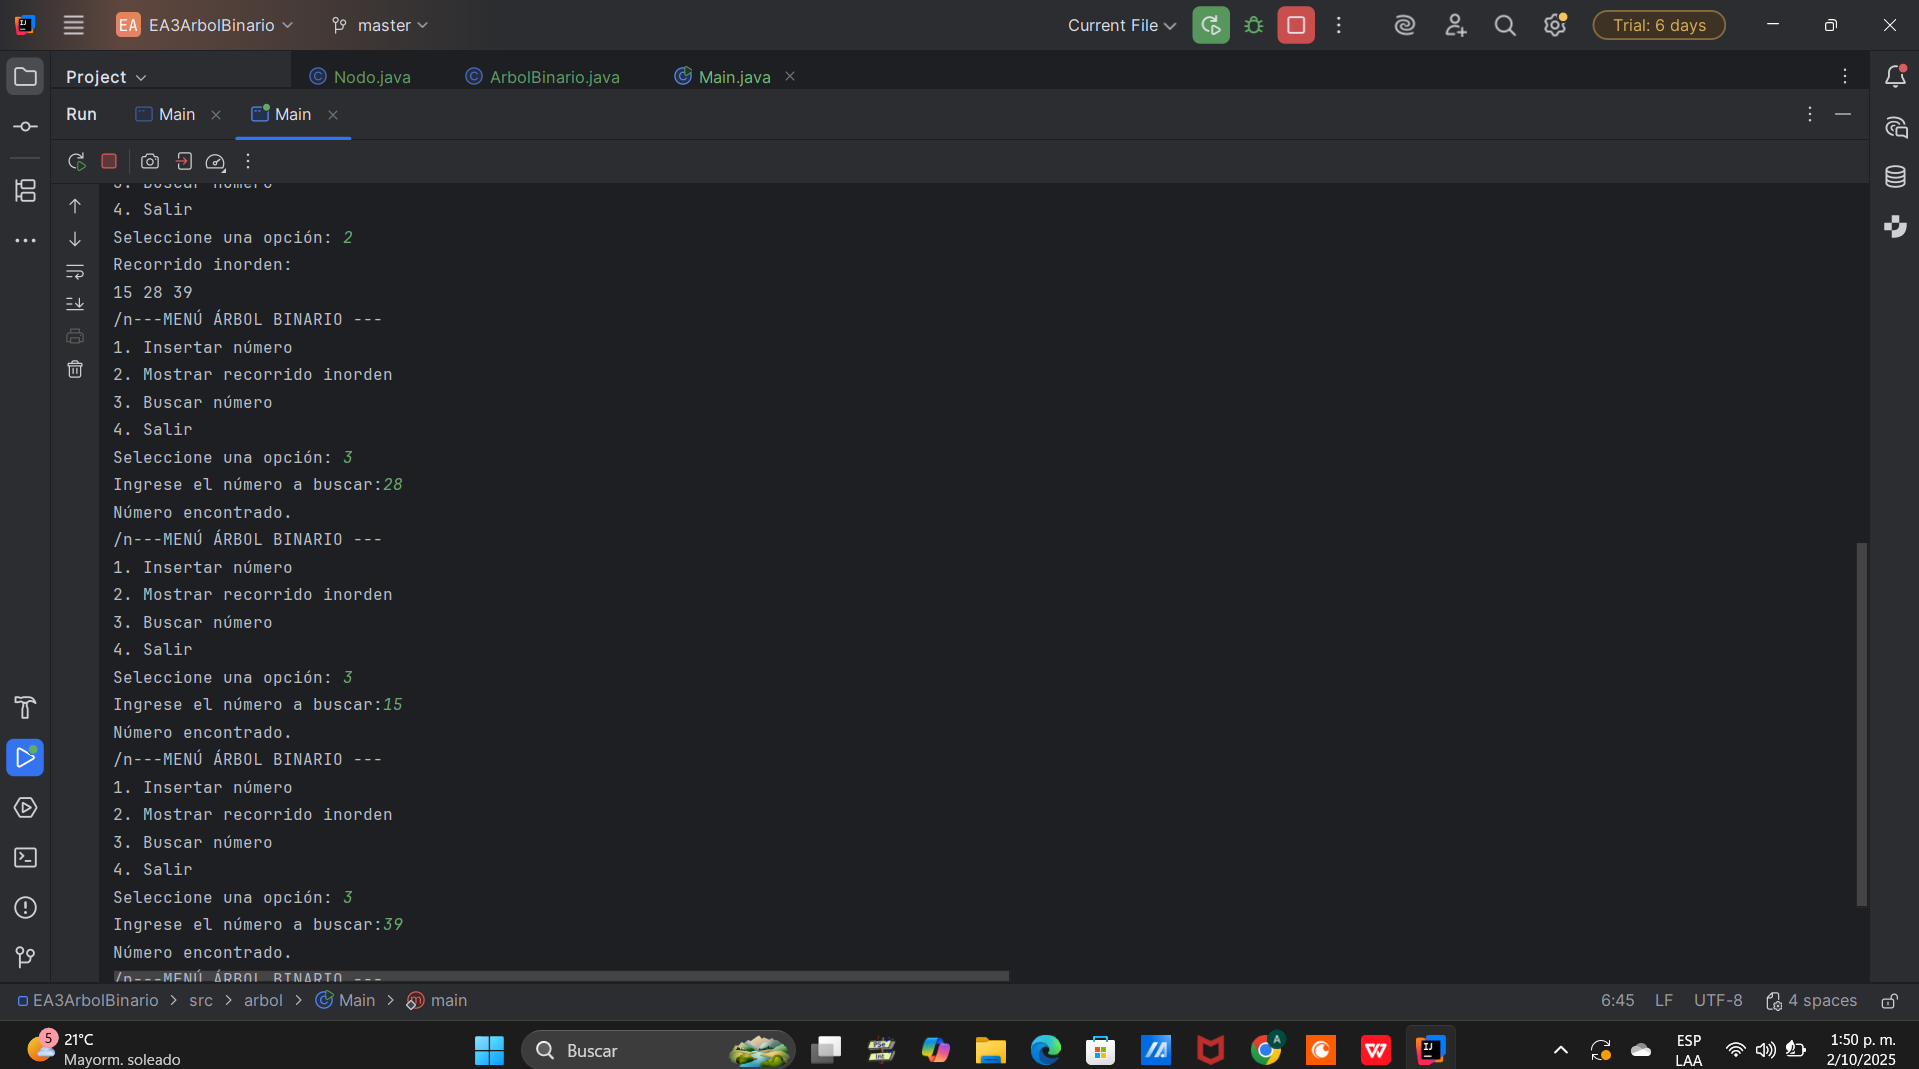 EA EA3ArbolBinario master Current File Trial: 6 days
Project Nodo.java ArbolBinario.java Main.java
Run Main Main
3. Buscar número
4. Salir
Seleccione una opción: 2
Recorrido inorden:
15 28 39
/n---MENÚ ÁRBOL BINARIO ---
1. Insertar número
2. Mostrar recorrido inorden
3. Buscar número
4. Salir
Seleccione una opción: 3
Ingrese el número a buscar:28
Número encontrado.
/n---MENÚ ÁRBOL BINARIO ---
1. Insertar número
2. Mostrar recorrido inorden
3. Buscar número
4. Salir
Seleccione una opción: 3
Ingrese el número a buscar:15
Número encontrado.
/n---MENÚ ÁRBOL BINARIO ---
1. Insertar número
2. Mostrar recorrido inorden
3. Buscar número
4. Salir
Seleccione una opción: 3
Ingrese el número a buscar:39
Número encontrado.
/n---MENÚ ÁRBOL BINARIO ---
EA3ArbolBinario > src > arbol > Main > main 6:45 LF UTF-8 4 spaces
5 21°C
Mayorm. soleado
Buscar
ESP
LAA
1:50 p. m.
2/10/2025